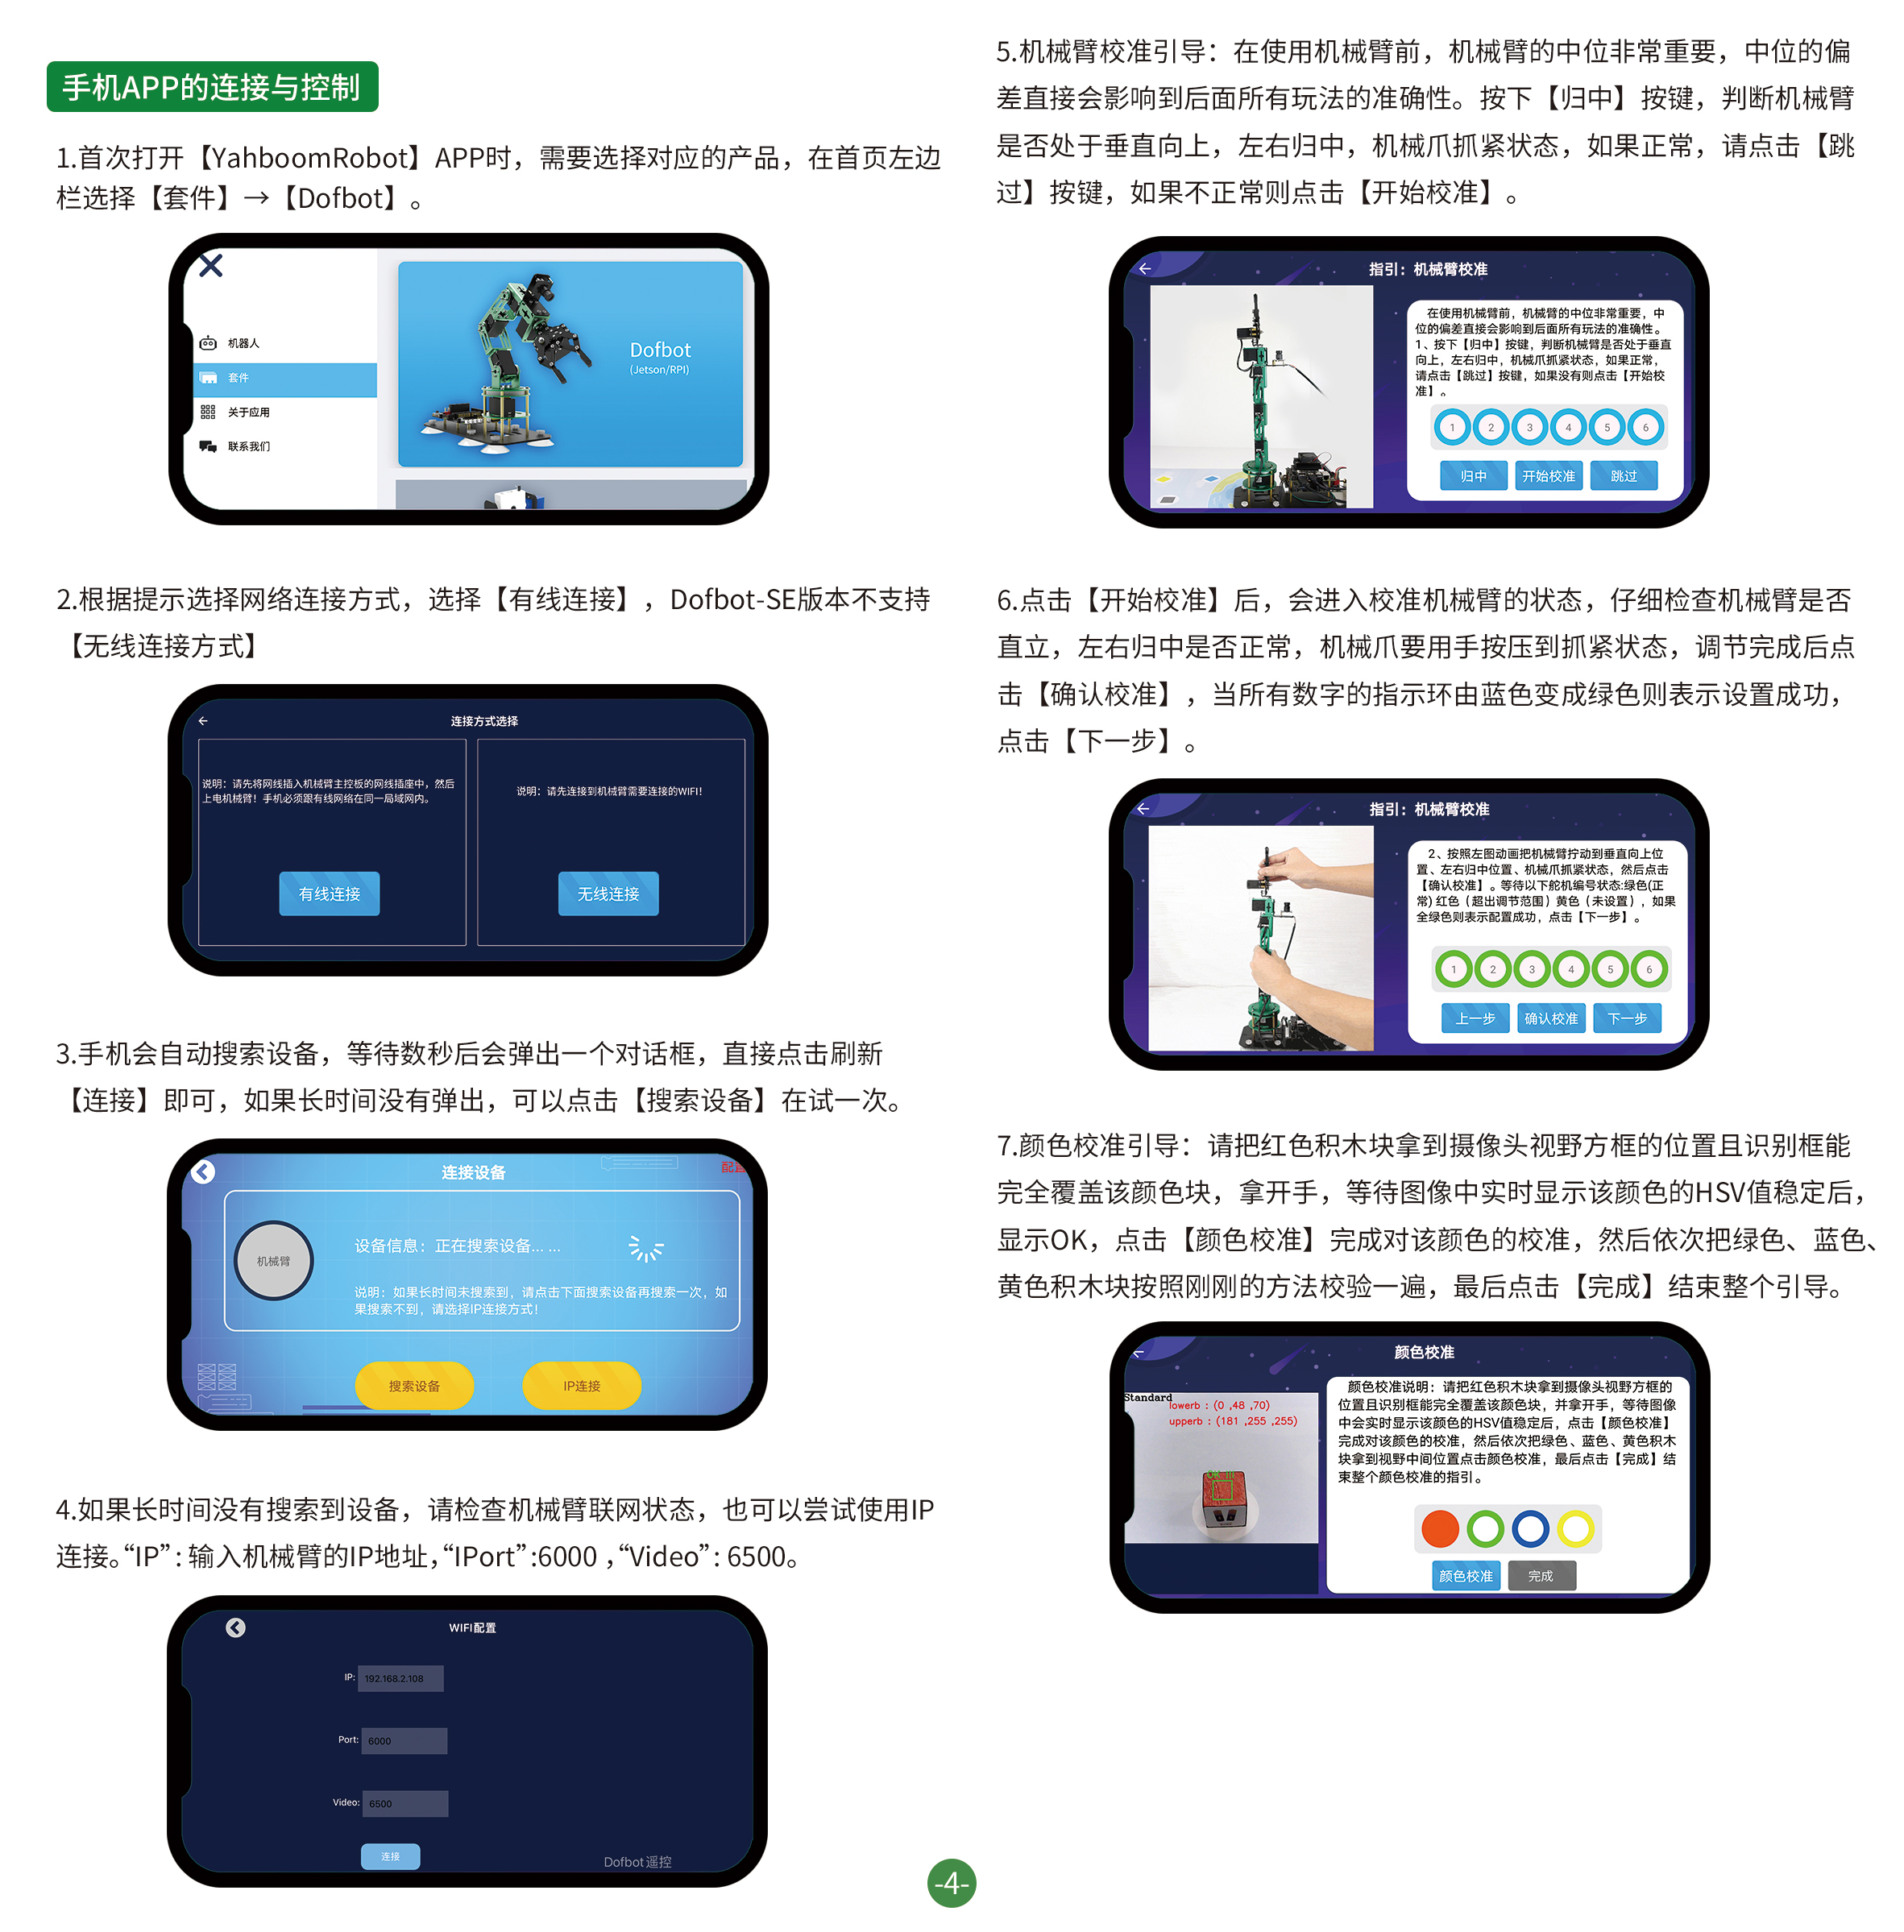 手机APP的连接与控制
1.首次打开【YahboomRobot】APP时，需要选择对应的产品，在首页左边
栏选择【套件】→【Dofbot】。
机器人
套件
关于应用
联系我们
Dofbot
(Jetson/RPI)
2.根据提示选择网络连接方式，选择【有线连接】，Dofbot-SE版本不支持
【无线连接方式】
连接方式选择
说明：请先将网线插入机械臂主控板的网线插座中，然后
上电机械臂！手机必须跟有线网络在同一局域网内。
有线连接
说明：请先连接到机械臂需要连接的WIFI！
无线连接
3.手机会自动搜索设备，等待数秒后会弹出一个对话框，直接点击刷新
【连接】即可，如果长时间没有弹出，可以点击【搜索设备】在试一次。
连接设备
机械臂
设备信息：正在搜索设备... ...
说明：如果长时间未搜索到，请点击下面搜索设备再搜索一次，如
果搜索不到，请选择IP连接方式！
搜索设备
IP连接
4.如果长时间没有搜索到设备，请检查机械臂联网状态，也可以尝试使用IP
连接。“IP”：输入机械臂的IP地址，“IPort”:6000 ，“Video”：6500。
WIFI配置
IP: 192.168.2.108
Port: 6000
Video: 6500
连接
Dofbot遥控
5.机械臂校准引导：在使用机械臂前，机械臂的中位非常重要，中位的偏
差直接会影响到后面所有玩法的准确性。按下【归中】按键，判断机械臂
是否处于垂直向上，左右归中，机械爪抓紧状态，如果正常，请点击【跳
过】按键，如果不正常则点击【开始校准】。
指引：机械臂校准
在使用机械臂前，机械臂的中位非常重要，中
位的偏差直接会影响到后面所有玩法的准确性。
1、按下【归中】按键，判断机械臂是否处于垂直
向上，左右归中，机械爪抓紧状态，如果正常，
请点击【跳过】按键，如果没有则点击【开始校
准】。
1 2 3 4 5 6
归中 开始校准 跳过
6.点击【开始校准】后，会进入校准机械臂的状态，仔细检查机械臂是否
直立，左右归中是否正常，机械爪要用手按压到抓紧状态，调节完成后点
击【确认校准】，当所有数字的指示环由蓝色变成绿色则表示设置成功，
点击【下一步】。
指引：机械臂校准
2、按照左图动画把机械臂拧动到垂直向上位
置、左右归中位置、机械爪抓紧状态，然后点击
【确认校准】。等待以下舵机编号状态:绿色(正
常) 红色（超出调节范围）黄色（未设置），如果
全绿色则表示配置成功，点击【下一步】。
1 2 3 4 5 6
上一步 确认校准 下一步
7.颜色校准引导：请把红色积木块拿到摄像头视野方框的位置且识别框能
完全覆盖该颜色块，拿开手，等待图像中实时显示该颜色的HSV值稳定后，
显示OK，点击【颜色校准】完成对该颜色的校准，然后依次把绿色、蓝色、
黄色积木块按照刚刚的方法校验一遍，最后点击【完成】结束整个引导。
颜色校准
Standard
lowerb : (0 ,48 ,70)
upperb : (181 ,255 ,255)
颜色校准说明：请把红色积木块拿到摄像头视野方框的
位置且识别框能完全覆盖该颜色块，并拿开手，等待图像
中会实时显示该颜色的HSV值稳定后，点击【颜色校准】
完成对该颜色的校准，然后依次把绿色、蓝色、黄色积木
块拿到视野中间位置点击颜色校准，最后点击【完成】结
束整个颜色校准的指引。
颜色校准 完成
-4-